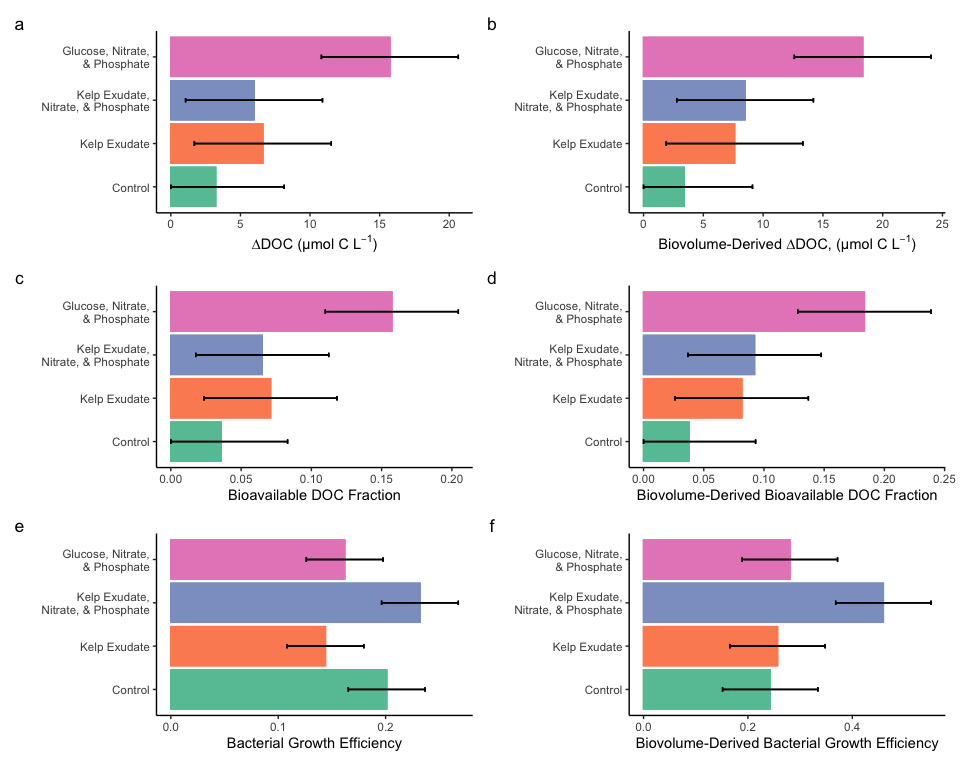 a
Glucose, Nitrate,
& Phosphate
Kelp Exudate,
Nitrate, & Phosphate
Kelp Exudate
Control
0 5 10 15 20
ΔDOC (μmol C L⁻¹)
b
Glucose, Nitrate,
& Phosphate
Kelp Exudate,
Nitrate, & Phosphate
Kelp Exudate
Control
0 5 10 15 20 25
Biovolume-Derived ΔDOC, (μmol C L⁻¹)
c
Glucose, Nitrate,
& Phosphate
Kelp Exudate,
Nitrate, & Phosphate
Kelp Exudate
Control
0.00 0.05 0.10 0.15 0.20
Bioavailable DOC Fraction
d
Glucose, Nitrate,
& Phosphate
Kelp Exudate,
Nitrate, & Phosphate
Kelp Exudate
Control
0.00 0.05 0.10 0.15 0.20 0.25
Biovolume-Derived Bioavailable DOC Fraction
e
Glucose, Nitrate,
& Phosphate
Kelp Exudate,
Nitrate, & Phosphate
Kelp Exudate
Control
0.0 0.1 0.2
Bacterial Growth Efficiency
f
Glucose, Nitrate,
& Phosphate
Kelp Exudate,
Nitrate, & Phosphate
Kelp Exudate
Control
0.0 0.2 0.4
Biovolume-Derived Bacterial Growth Efficiency